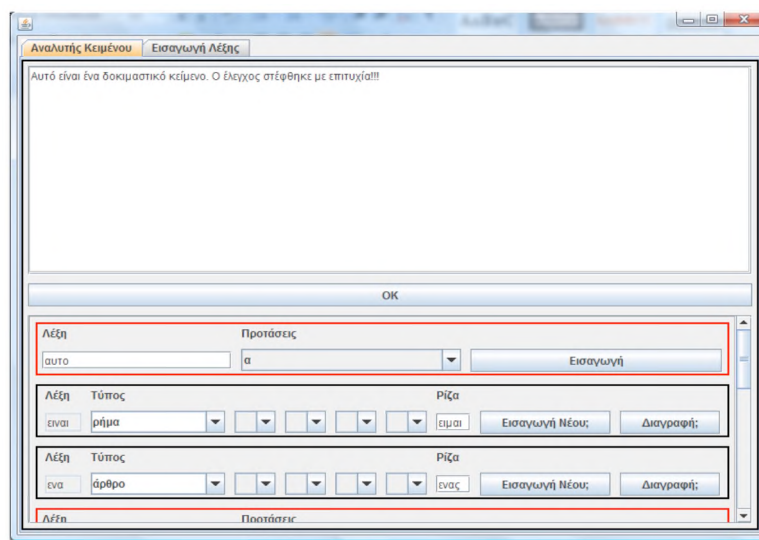 Αναλυτής Κειμένου Εισαγωγή Λέξης
Αυτό είναι ένα δοκιμαστικό κείμενο. Ο έλεγχος στέφθηκε με επιτυχία!!!
OK
Λέξη Προτάσεις
αυτο α Εισαγωγή
Λέξη Τύπος Ρίζα
ειναι ρήμα ειμαι Εισαγωγή Νέου; Διαγραφή;
Λέξη Τύπος Ρίζα
ενα άρθρο ενας Εισαγωγή Νέου; Διαγραφή;
Λέξη Προτάσεις